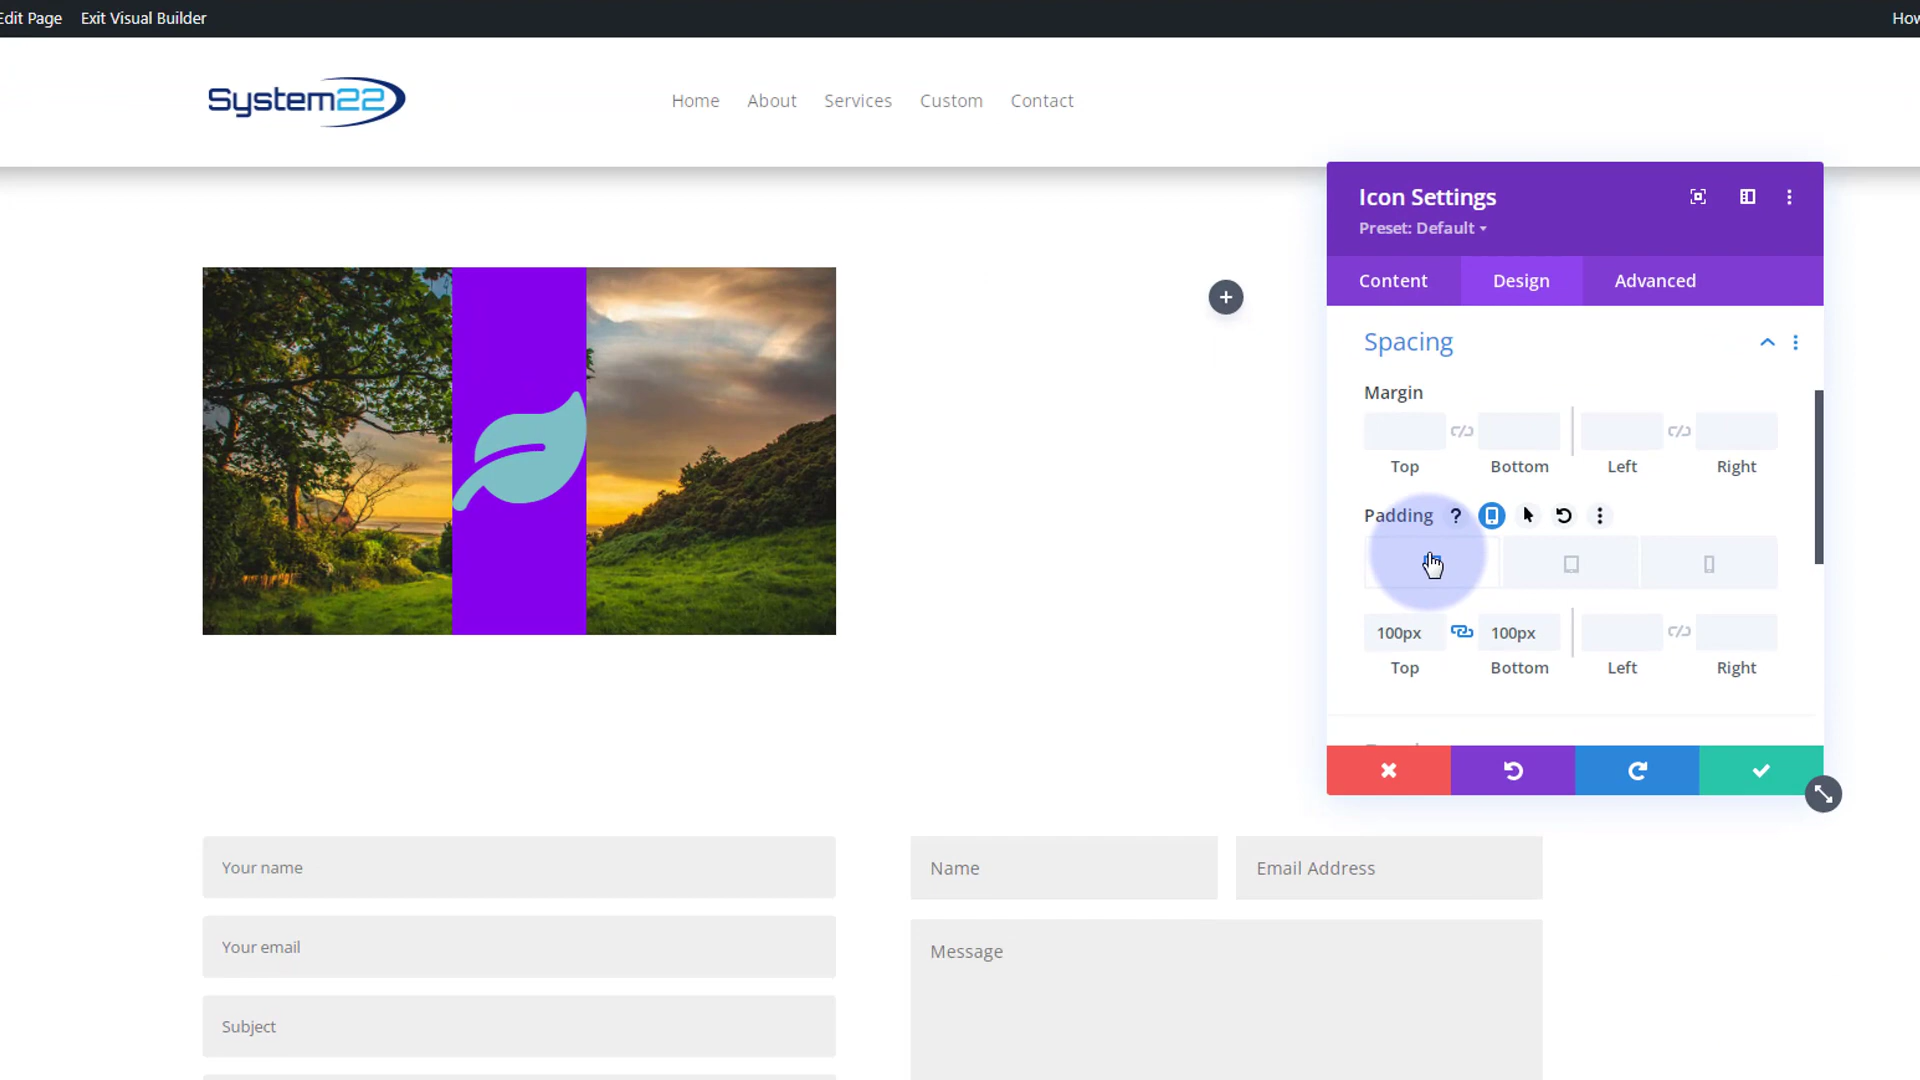 Edit Page Exit Visual Builder How
System22
Home About Services Custom Contact
Icon Settings
Preset: Default
Content Design Advanced
Spacing
Margin
Top Bottom Left Right
Padding ?
100px 100px
Top Bottom Left Right
Your name
Name Email Address
Your email
Message
Subject